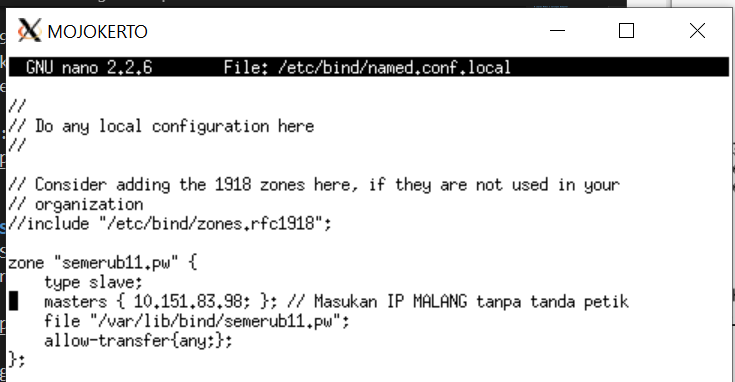 MOJOKERTO
GNU nano 2.2.6 File: /etc/bind/named.conf.local
//
// Do any local configuration here
//
// Consider adding the 1918 zones here, if they are not used in your
// organization
//include "/etc/bind/zones.rfc1918";
zone "semerub11.pw" {
type slave;
masters { 10.151.83.98; }; // Masukan IP MALANG tanpa tanda petik
file "/var/lib/bind/semerub11.pw";
allow-transfer{any;};
};